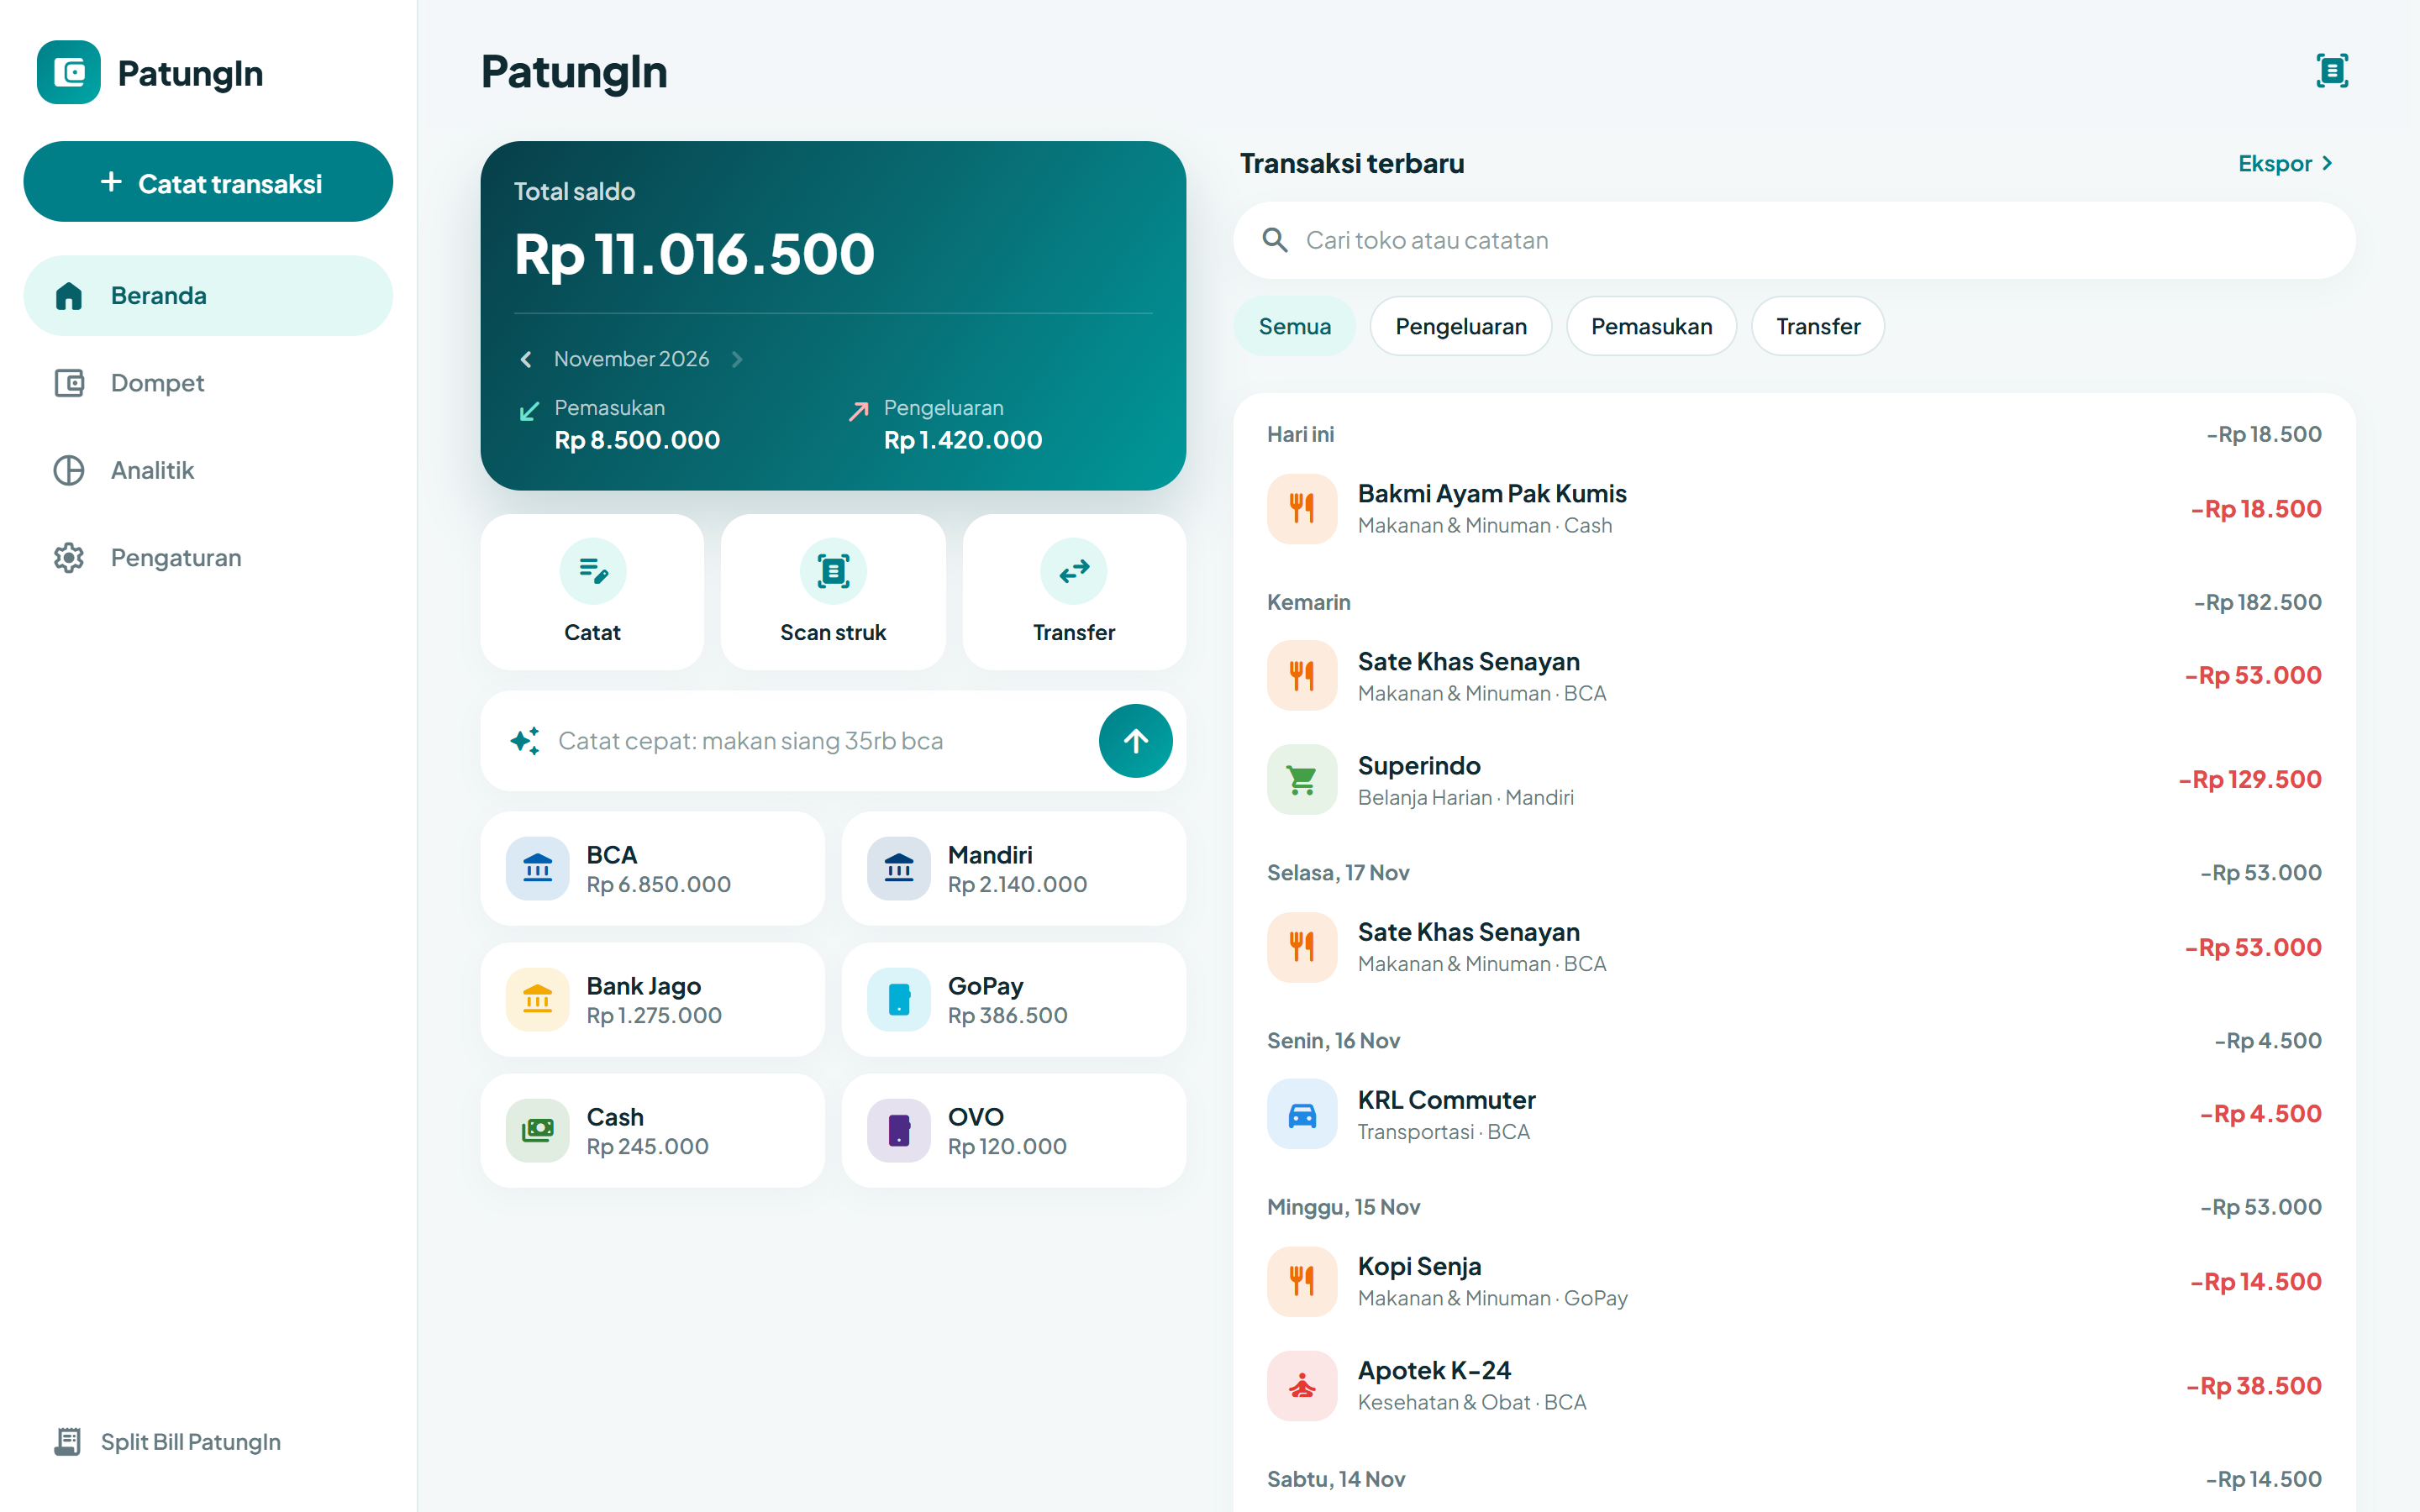 PatungIn
Catat transaksi
Beranda
Dompet
Analitik
Pengaturan
Split Bill PatungIn
PatungIn
Total saldo
Rp 11.016.500
November 2026
Pemasukan
Rp 8.500.000
Pengeluaran
Rp 1.420.000
Catat
Scan struk
Transfer
Catat cepat: makan siang 35rb bca
BCA
Rp 6.850.000
Mandiri
Rp 2.140.000
Bank Jago
Rp 1.275.000
GoPay
Rp 386.500
Cash
Rp 245.000
OVO
Rp 120.000
Transaksi terbaru
Ekspor
Cari toko atau catatan
Semua
Pengeluaran
Pemasukan
Transfer
Hari ini
-Rp 18.500
Bakmi Ayam Pak Kumis
Makanan & Minuman · Cash
-Rp 18.500
Kemarin
-Rp 182.500
Sate Khas Senayan
Makanan & Minuman · BCA
-Rp 53.000
Superindo
Belanja Harian · Mandiri
-Rp 129.500
Selasa, 17 Nov
-Rp 53.000
Sate Khas Senayan
Makanan & Minuman · BCA
-Rp 53.000
Senin, 16 Nov
-Rp 4.500
KRL Commuter
Transportasi · BCA
-Rp 4.500
Minggu, 15 Nov
-Rp 53.000
Kopi Senja
Makanan & Minuman · GoPay
-Rp 14.500
Apotek K-24
Kesehatan & Obat · BCA
-Rp 38.500
Sabtu, 14 Nov
-Rp 14.500